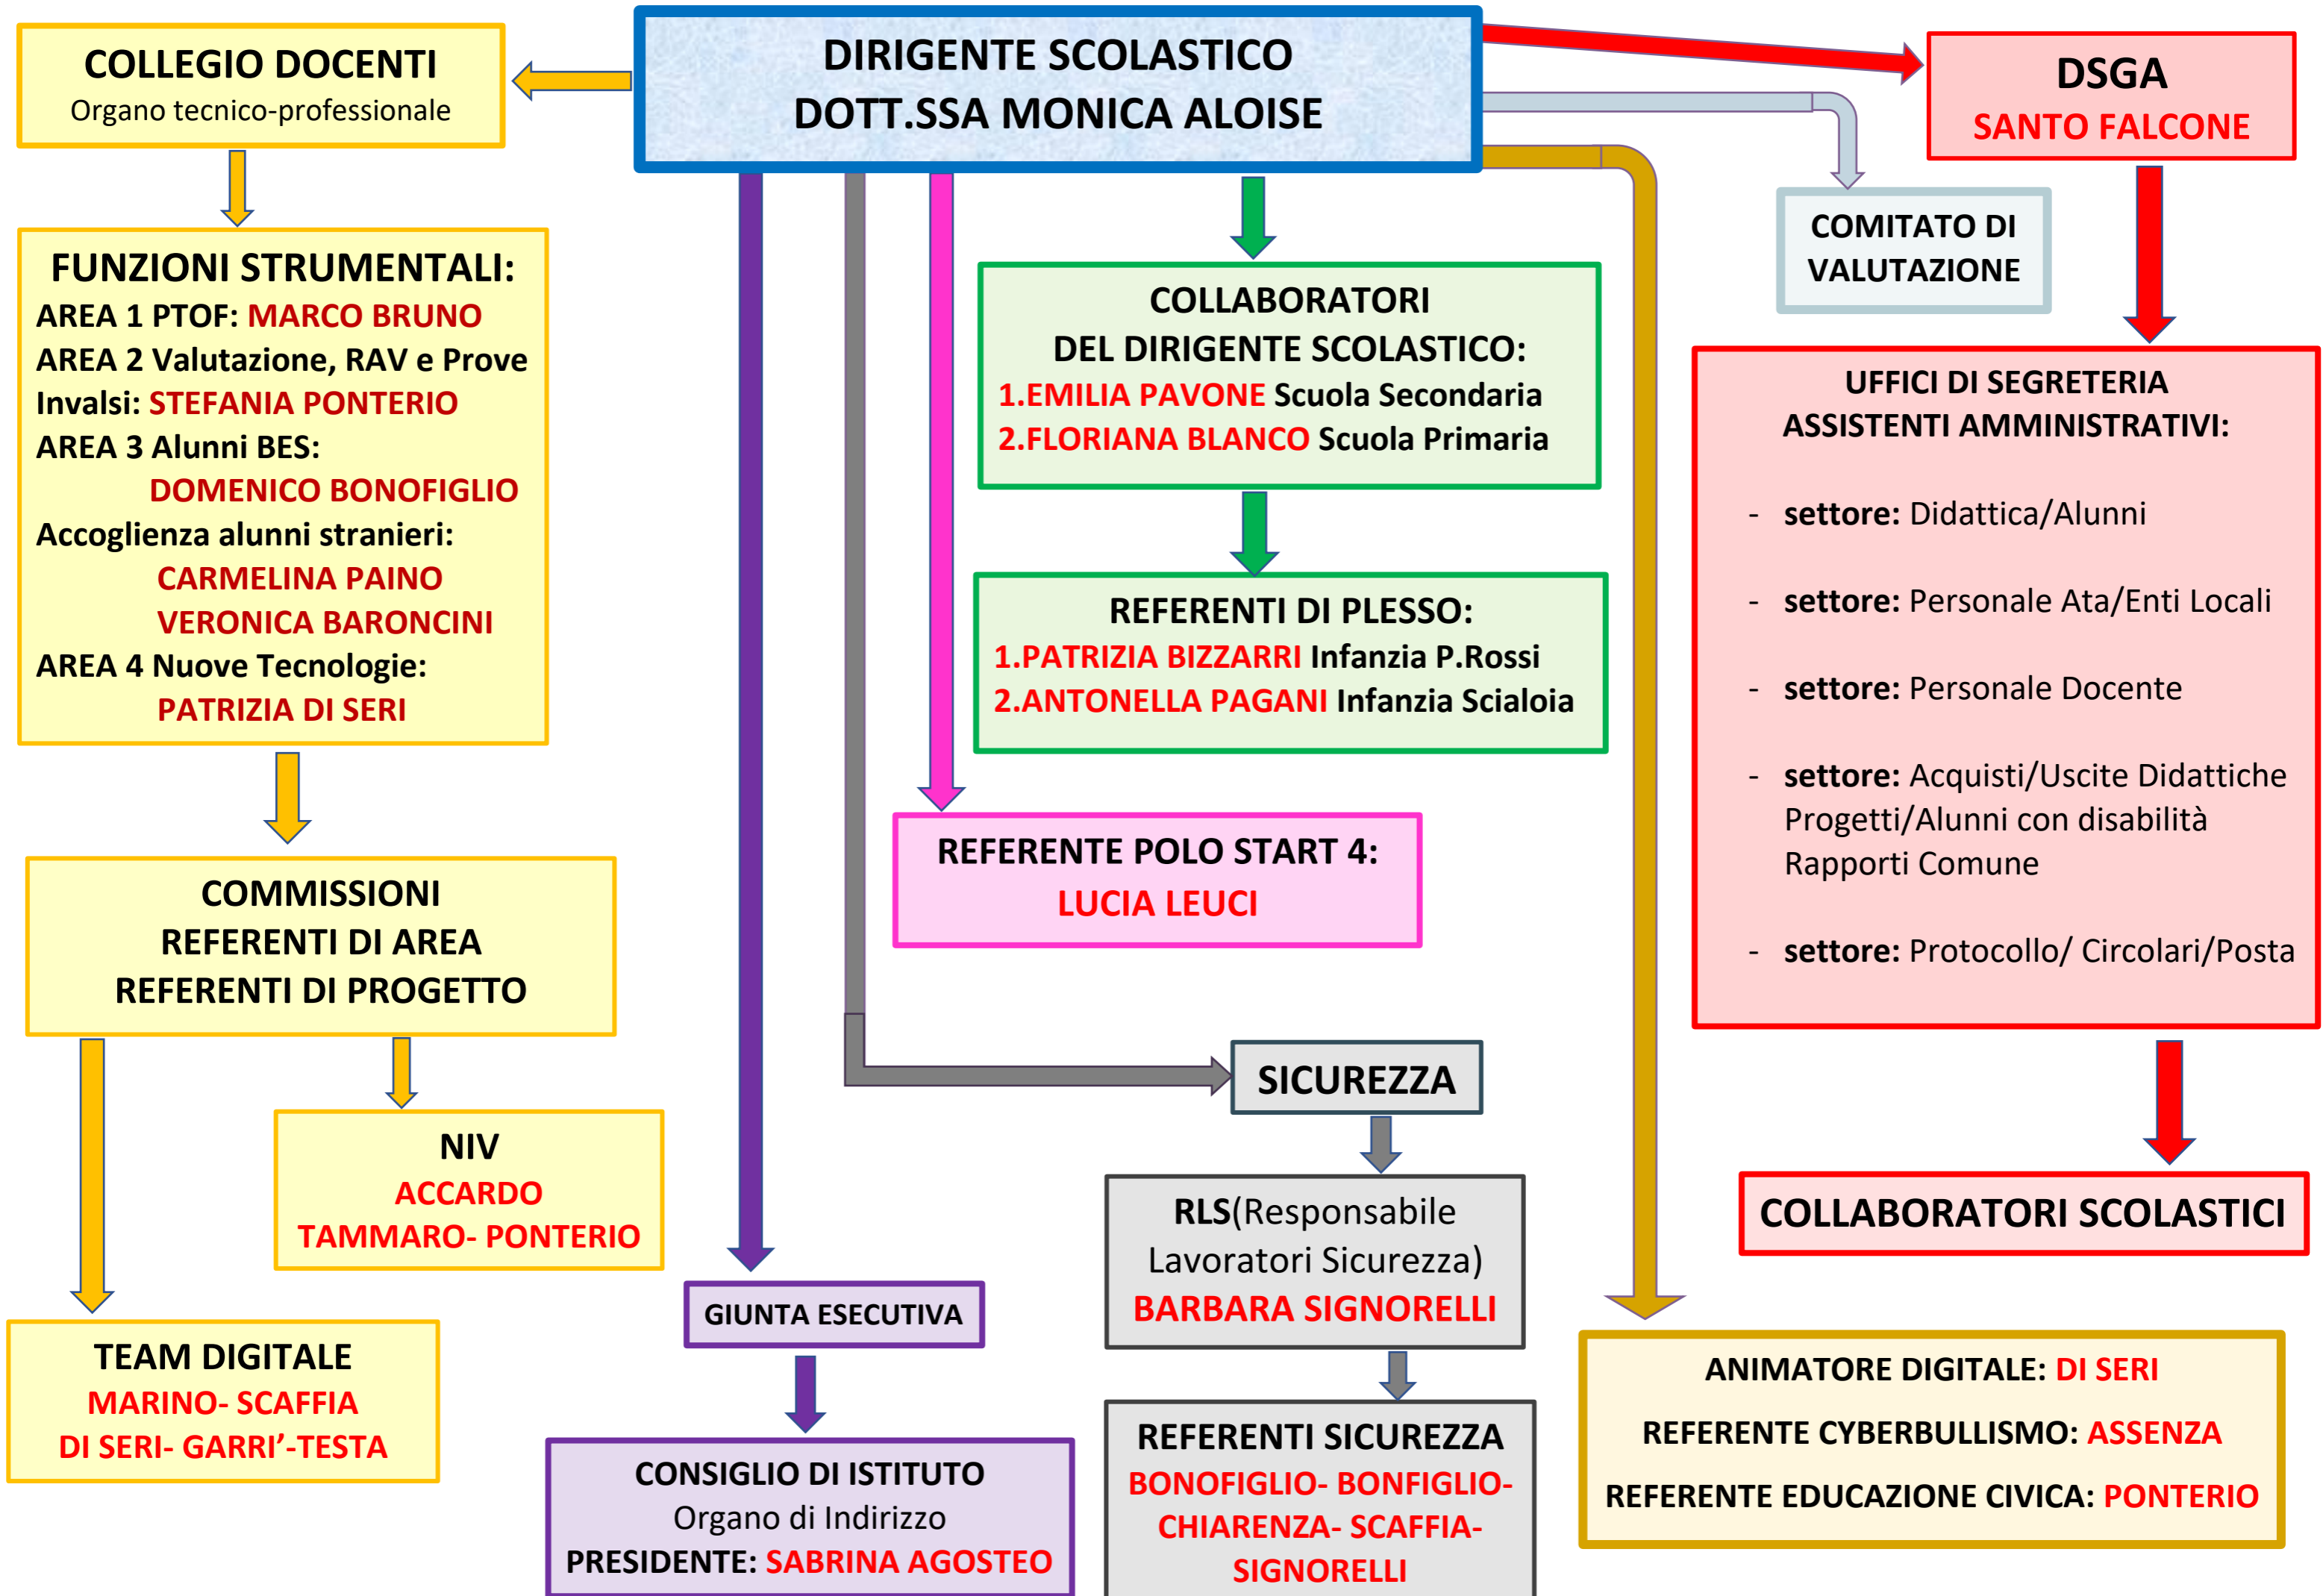 COLLEGIO DOCENTI
Organo tecnico-professionale
DIRIGENTE SCOLASTICO
DOTT.SSA MONICA ALOISE
DSGA
SANTO FALCONE
COMITATO DI
VALUTAZIONE
FUNZIONI STRUMENTALI:
AREA 1 PTOF: MARCO BRUNO
AREA 2 Valutazione, RAV e Prove
Invalsi: STEFANIA PONTERIO
AREA 3 Alunni BES:
DOMENICO BONOFIGLIO
Accoglienza alunni stranieri:
CARMELINA PAINO
VERONICA BARONCINI
AREA 4 Nuove Tecnologie:
PATRIZIA DI SERI
COLLABORATORI
DEL DIRIGENTE SCOLASTICO:
1.EMILIA PAVONE Scuola Secondaria
2.FLORIANA BLANCO Scuola Primaria
REFERENTI DI PLESSO:
1.PATRIZIA BIZZARRI Infanzia P.Rossi
2.ANTONELLA PAGANI Infanzia Scialoia
UFFICI DI SEGRETERIA
ASSISTENTI AMMINISTRATIVI:
- settore: Didattica/Alunni
- settore: Personale Ata/Enti Locali
- settore: Personale Docente
- settore: Acquisti/Uscite Didattiche
Progetti/Alunni con disabilità
Rapporti Comune
- settore: Protocollo/ Circolari/Posta
REFERENTE POLO START 4:
LUCIA LEUCI
COMMISSIONI
REFERENTI DI AREA
REFERENTI DI PROGETTO
SICUREZZA
NIV
ACCARDO
TAMMARO- PONTERIO
RLS(Responsabile
Lavoratori Sicurezza)
BARBARA SIGNORELLI
COLLABORATORI SCOLASTICI
GIUNTA ESECUTIVA
TEAM DIGITALE
MARINO- SCAFFIA
DI SERI- GARRI’-TESTA
CONSIGLIO DI ISTITUTO
Organo di Indirizzo
PRESIDENTE: SABRINA AGOSTEO
REFERENTI SICUREZZA
BONOFIGLIO- BONFIGLIO-
CHIARENZA- SCAFFIA-
SIGNORELLI
ANIMATORE DIGITALE: DI SERI
REFERENTE CYBERBULLISMO: ASSENZA
REFERENTE EDUCAZIONE CIVICA: PONTERIO